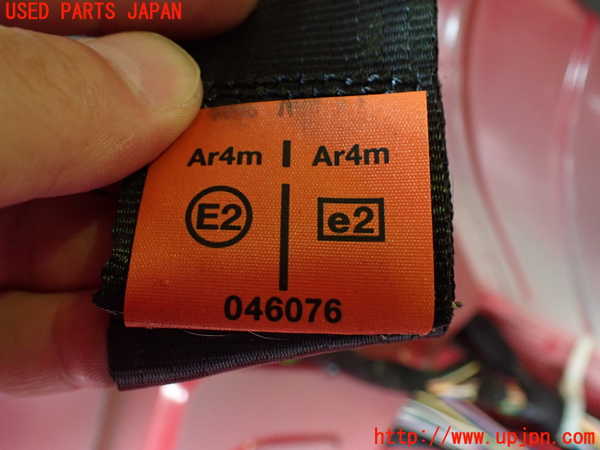 USED PARTS JAPAN
Ar4m | Ar4m
E2 e2
046076
http://www.upjpn.com